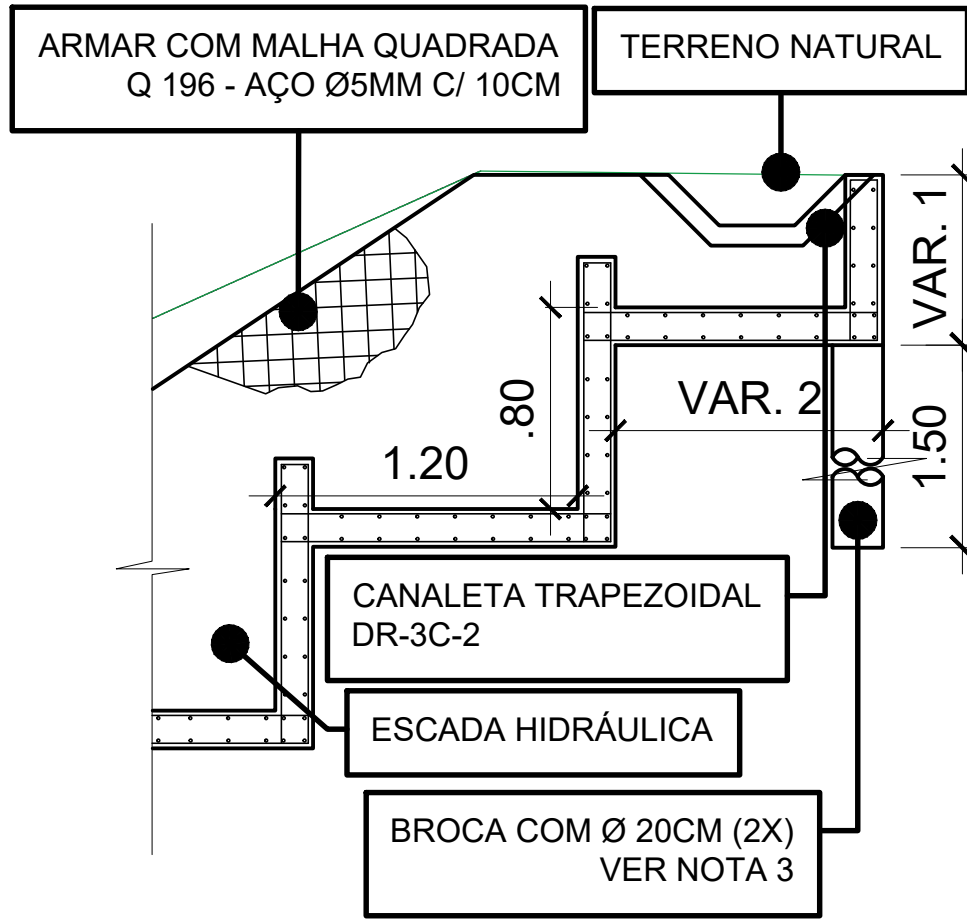 ARMAR COM MALHA QUADRADA
Q 196 - AÇO Ø5MM C/ 10CM
TERRENO NATURAL
VAR. 1
.80
VAR. 2
1.20
1.50
CANALETA TRAPEZOIDAL
DR-3C-2
ESCADA HIDRÁULICA
BROCA COM Ø 20CM (2X)
VER NOTA 3